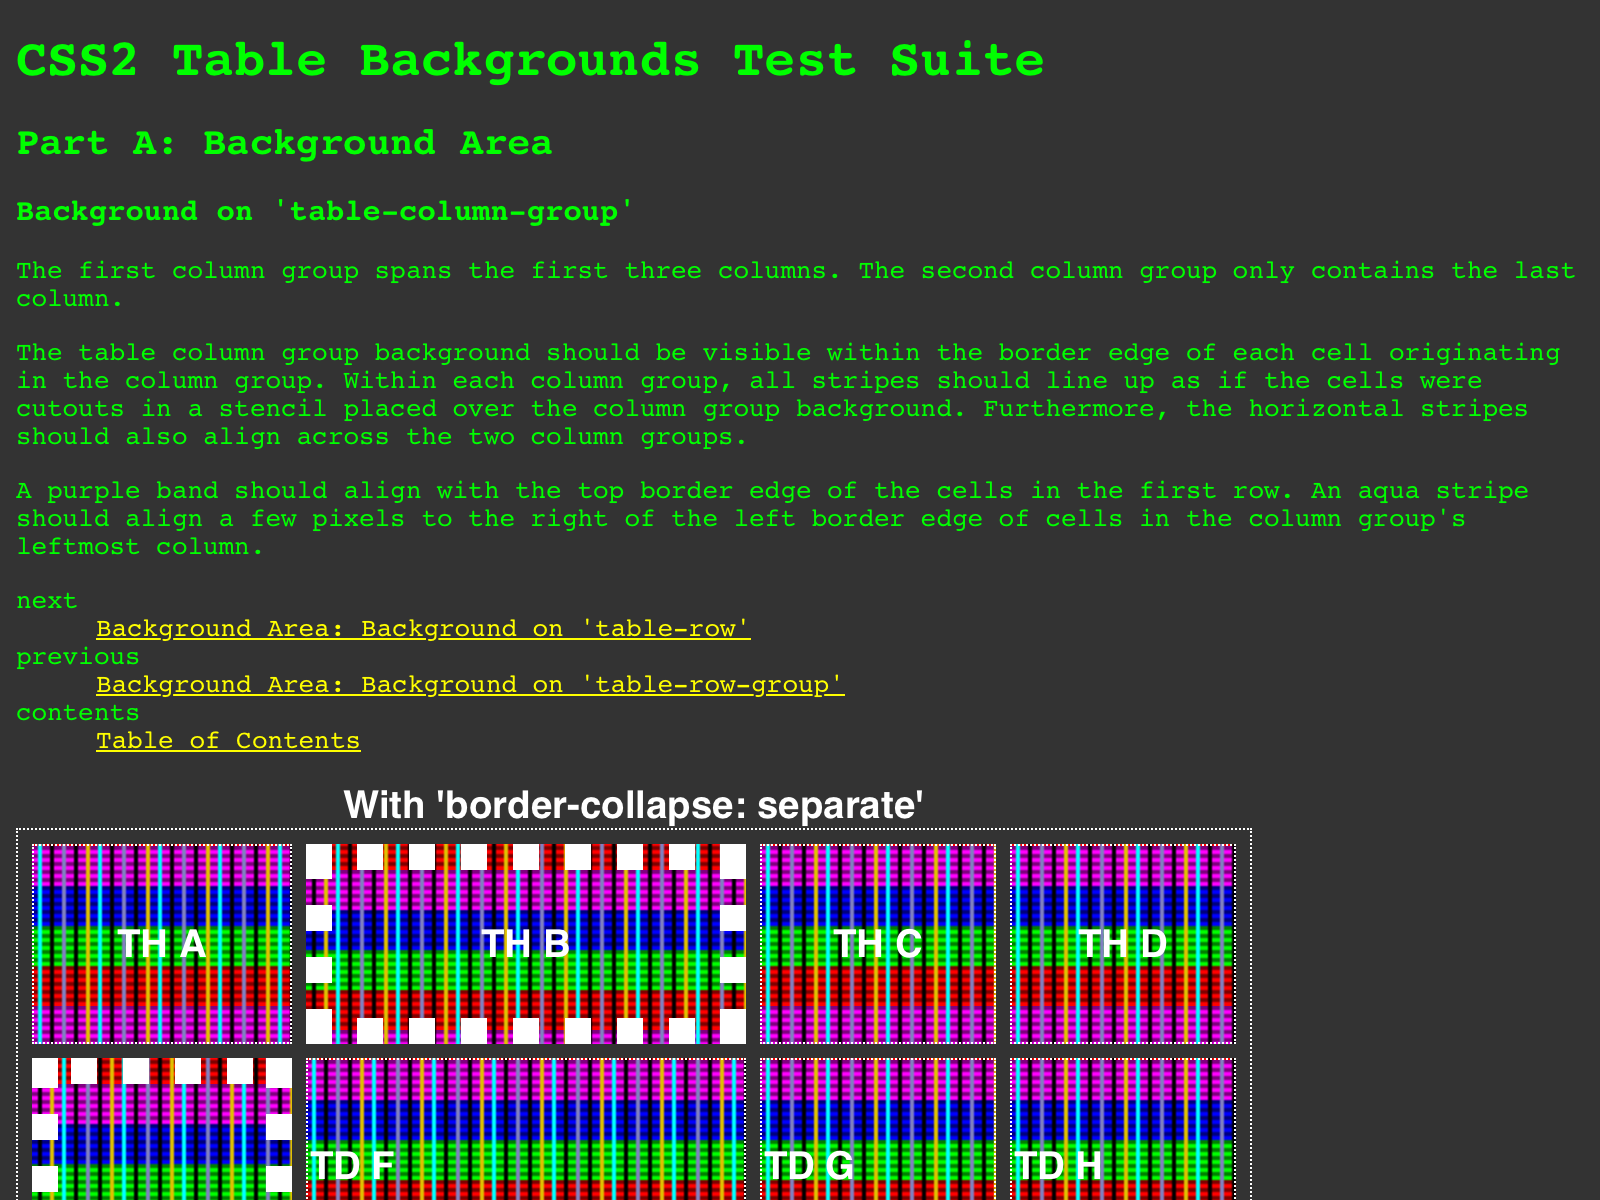 CSS2 Table Backgrounds Test Suite
Part A: Background Area
Background on 'table-column-group'
The first column group spans the first three columns. The second column group only contains the last
column.
The table column group background should be visible within the border edge of each cell originating
in the column group. Within each column group, all stripes should line up as if the cells were
cutouts in a stencil placed over the column group background. Furthermore, the horizontal stripes
should also align across the two column groups.
A purple band should align with the top border edge of the cells in the first row. An aqua stripe
should align a few pixels to the right of the left border edge of cells in the column group's
leftmost column.
next
Background Area: Background on 'table-row'
previous
Background Area: Background on 'table-row-group'
contents
Table of Contents
With 'border-collapse: separate'
TH A TH B TH C TH D
TD F TD G TD H